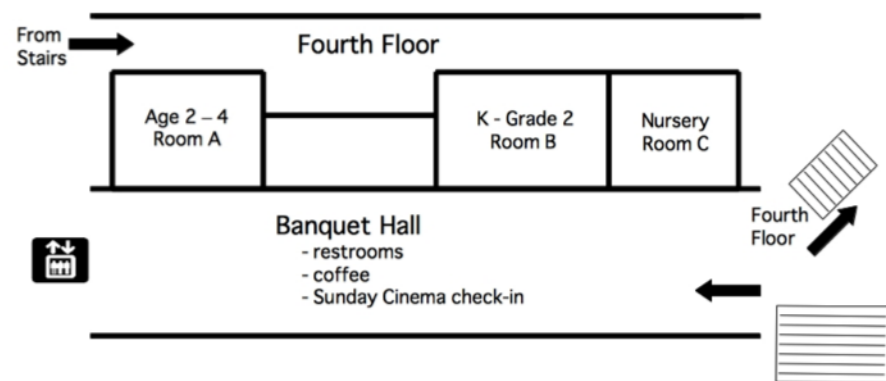 From
Stairs
Fourth Floor
Age 2 – 4
Room A
K - Grade 2
Room B
Nursery
Room C
Banquet Hall
- restrooms
- coffee
- Sunday Cinema check-in
Fourth
Floor